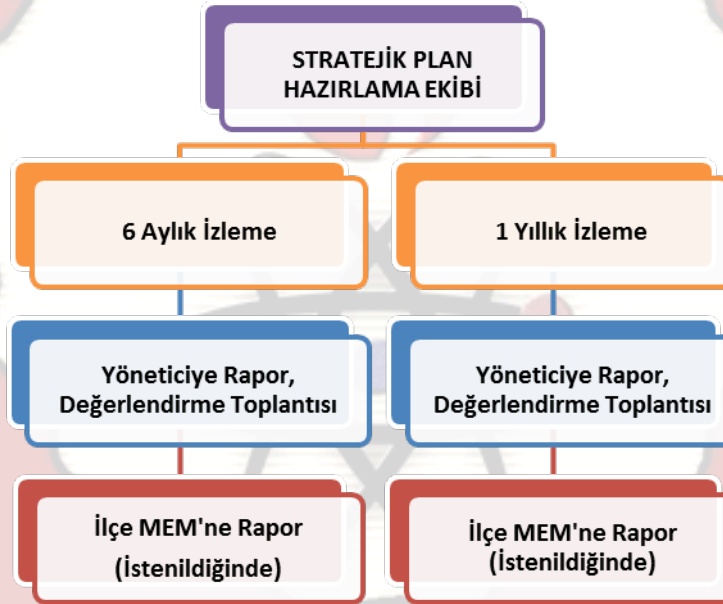 STRATEJİK PLAN
HAZIRLAMA EKİBİ
6 Aylık İzleme
1 Yıllık İzleme
Yöneticiye Rapor,
Değerlendirme Toplantısı
Yöneticiye Rapor,
Değerlendirme Toplantısı
İlçe MEM'ne Rapor
(İstenildiğinde)
İlçe MEM'ne Rapor
(İstenildiğinde)